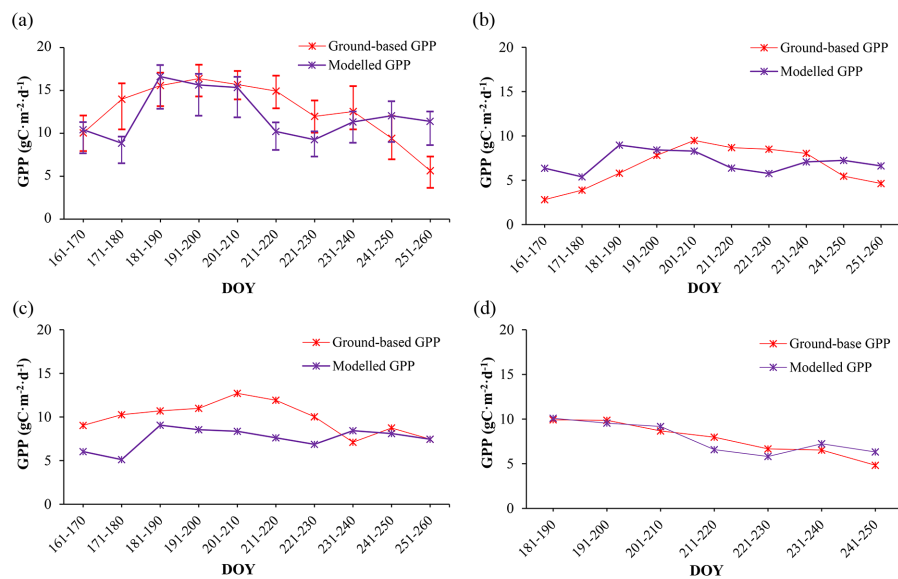 (a)
20
15
10
5
0
GPP (gC·m⁻²·d⁻¹)
Ground-based GPP
Modelled GPP
161-170
171-180
181-190
191-200
201-210
211-220
221-230
231-240
241-250
251-260
DOY
(b)
20
15
10
5
0
GPP (gC·m⁻²·d⁻¹)
Ground-based GPP
Modelled GPP
161-170
171-180
181-190
191-200
201-210
211-220
221-230
231-240
241-250
251-260
DOY
(c)
20
15
10
5
0
GPP (gC·m⁻²·d⁻¹)
Ground-based GPP
Modelled GPP
161-170
171-180
181-190
191-200
201-210
211-220
221-230
231-240
241-250
251-260
DOY
(d)
20
15
10
5
0
GPP (gC·m⁻²·d⁻¹)
Ground-base GPP
Modelled GPP
181-190
191-200
201-210
211-220
221-230
231-240
241-250
DOY